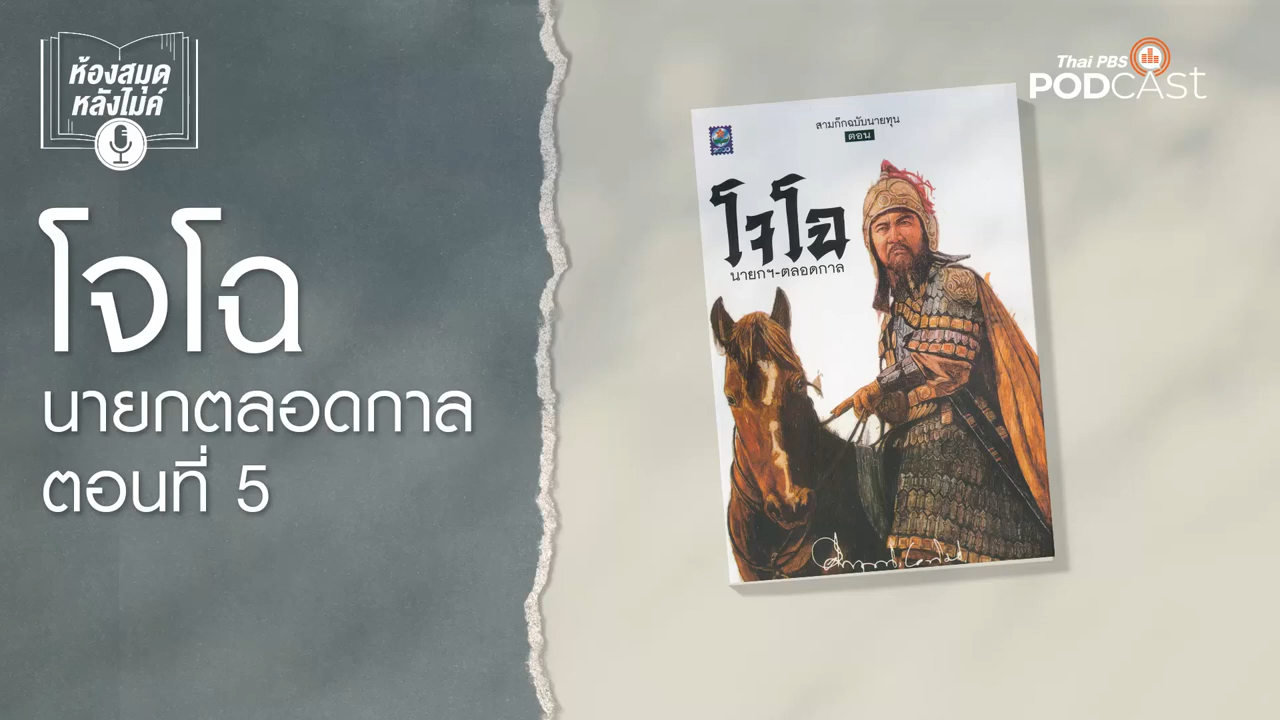 ห้องสมุด
หลังไมค์
โจโฉ
นายกตลอดกาล
ตอนที่ 5
Thai PBS
PODCAST
สามก๊กฉบับนายทุน
ตอน
โจโฉ
นายกฯ-ตลอดกาล